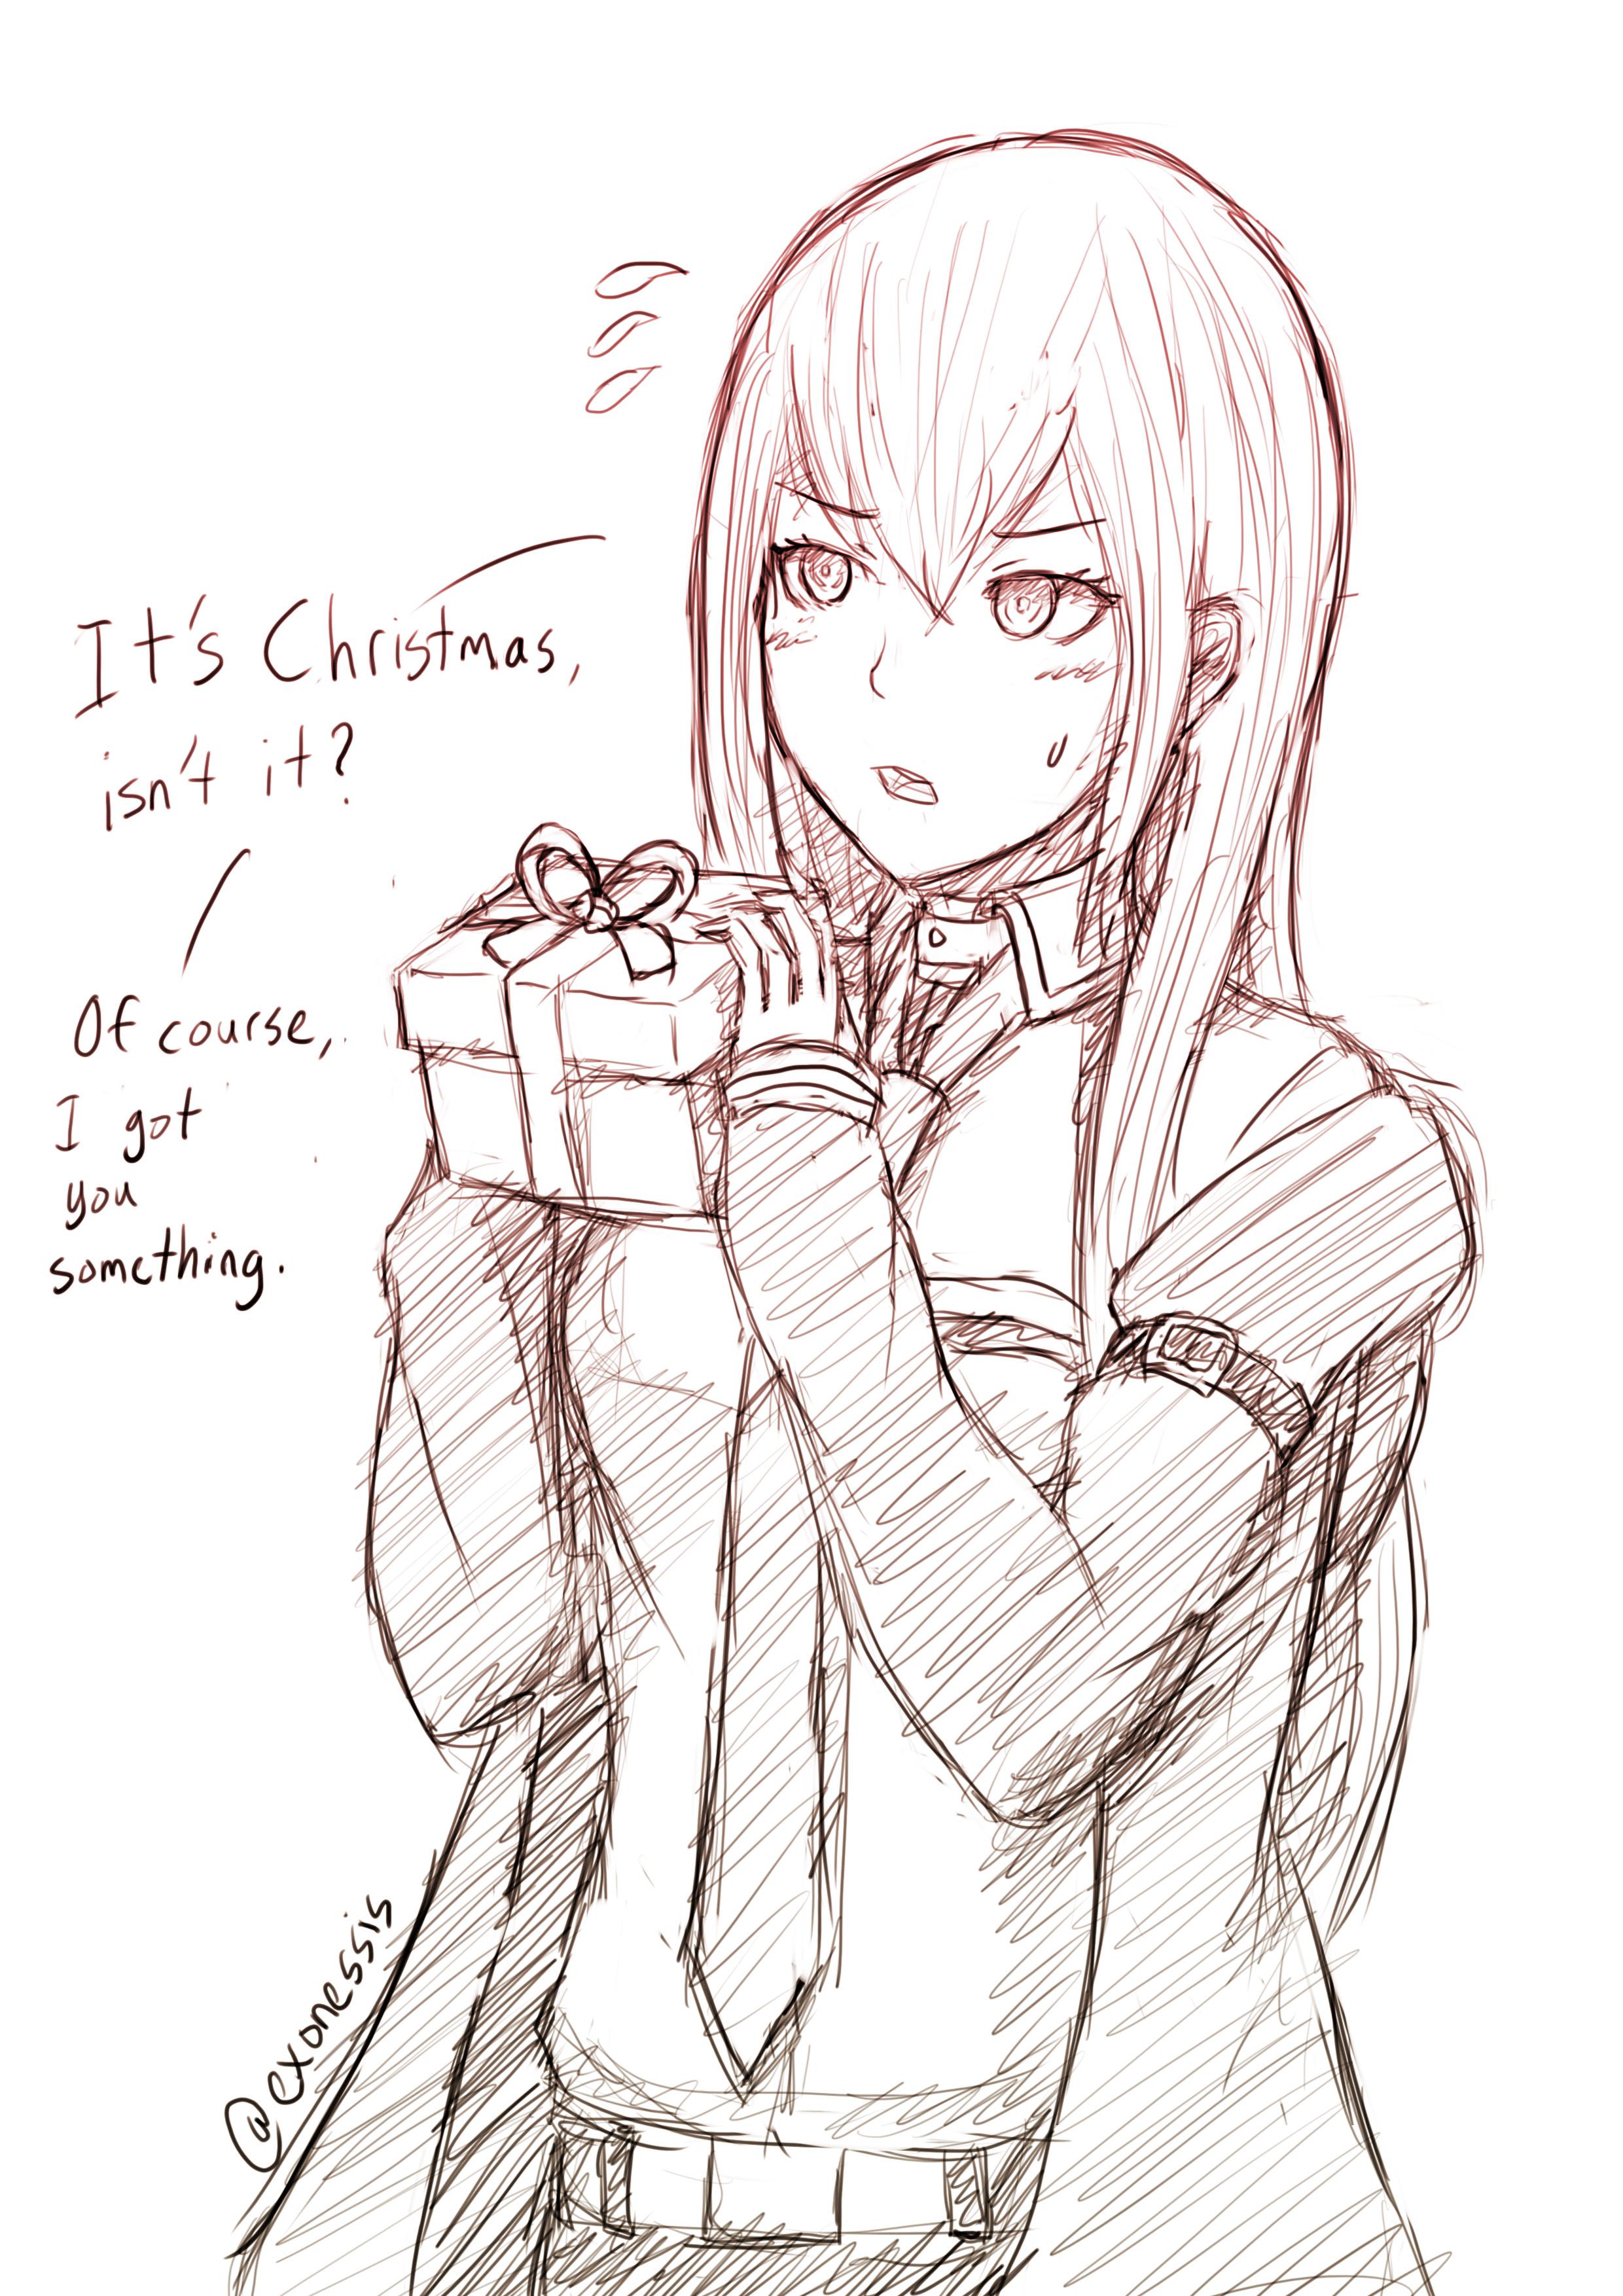 It's Christmas,
isn't it?
Of course,
I got
you
something.
@exonessis